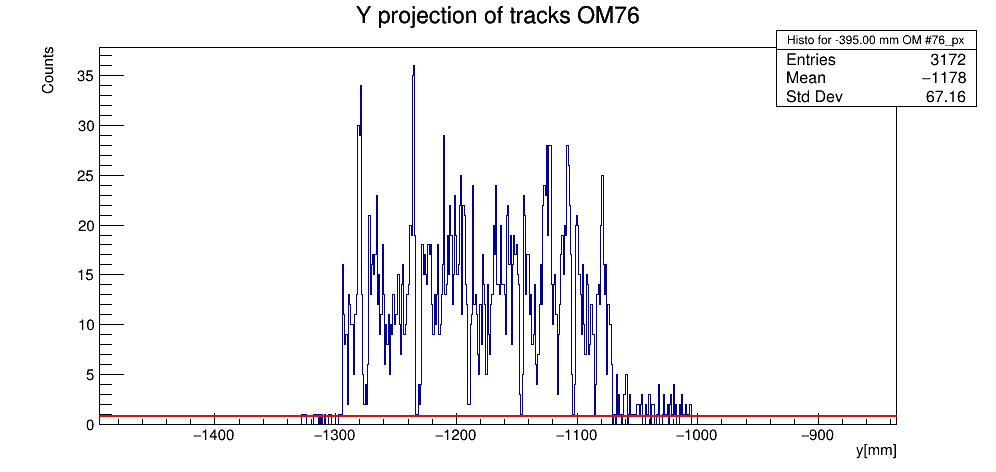 Y projection of tracks OM76
Histo for -395.00 mm OM #76_px
Entries 3172
Mean −1178
Std Dev 67.16
Counts
35
30
25
20
15
10
5
0
−1400 −1300 −1200 −1100 −1000 −900
y[mm]